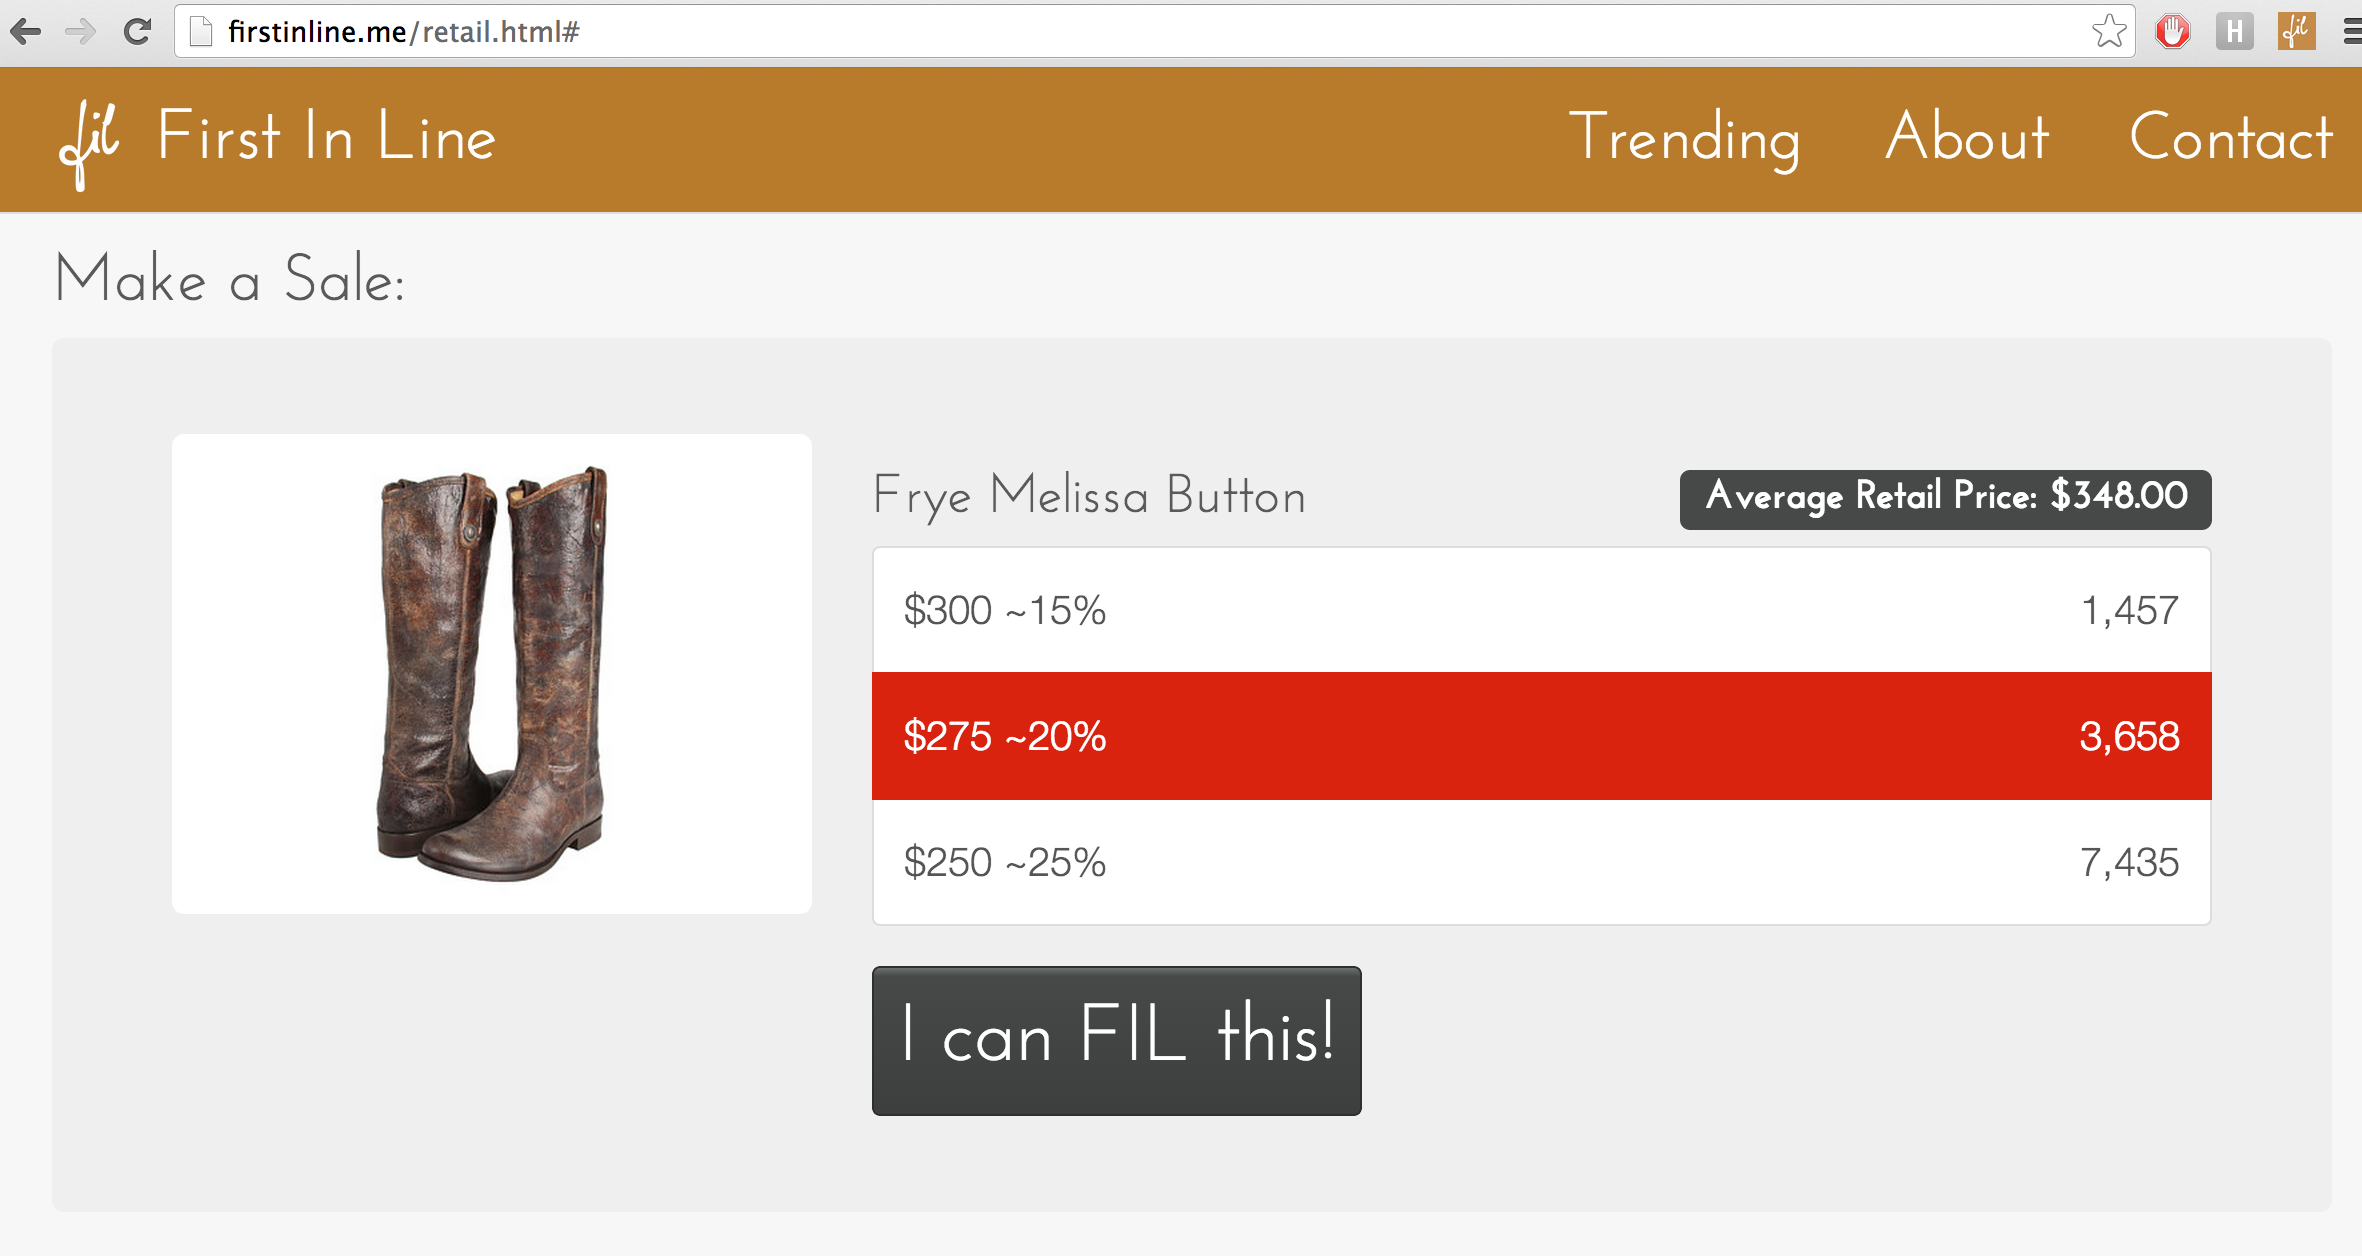 firstinline.me/retail.html#
H
fil
fil First In Line
Trending About Contact
Make a Sale:
Frye Melissa Button
Average Retail Price: $348.00
$300 ~15% 1,457
$275 ~20% 3,658
$250 ~25% 7,435
I can FIL this!